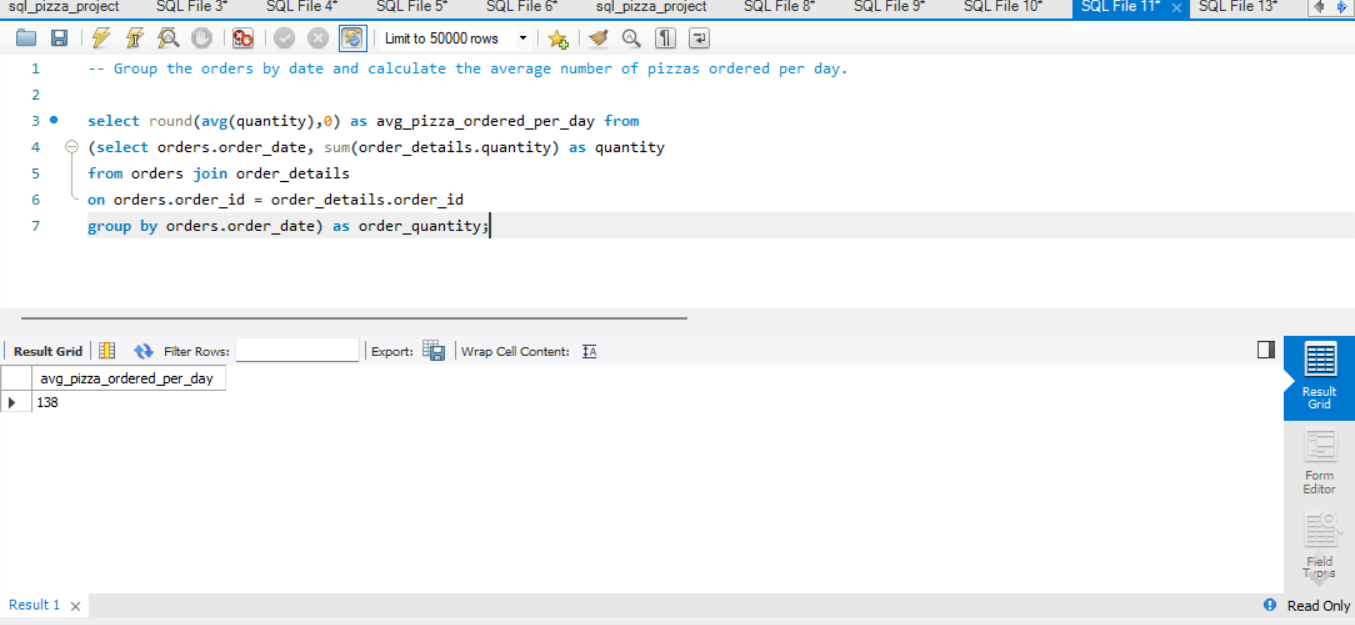 sql_pizza_project SQL File 3* SQL File 4* SQL File 5* SQL File 6* sql_pizza_project SQL File 8* SQL File 9* SQL File 10* SQL File 11* SQL File 13*
Limit to 50000 rows
1 -- Group the orders by date and calculate the average number of pizzas ordered per day.
2
3 select round(avg(quantity),0) as avg_pizza_ordered_per_day from
4 (select orders.order_date, sum(order_details.quantity) as quantity
5 from orders join order_details
6 on orders.order_id = order_details.order_id
7 group by orders.order_date) as order_quantity;
Result Grid Filter Rows: Export: Wrap Cell Content: IA
avg_pizza_ordered_per_day
138
Result
Grid
Form
Editor
Field
Types
Result 1
Read Only